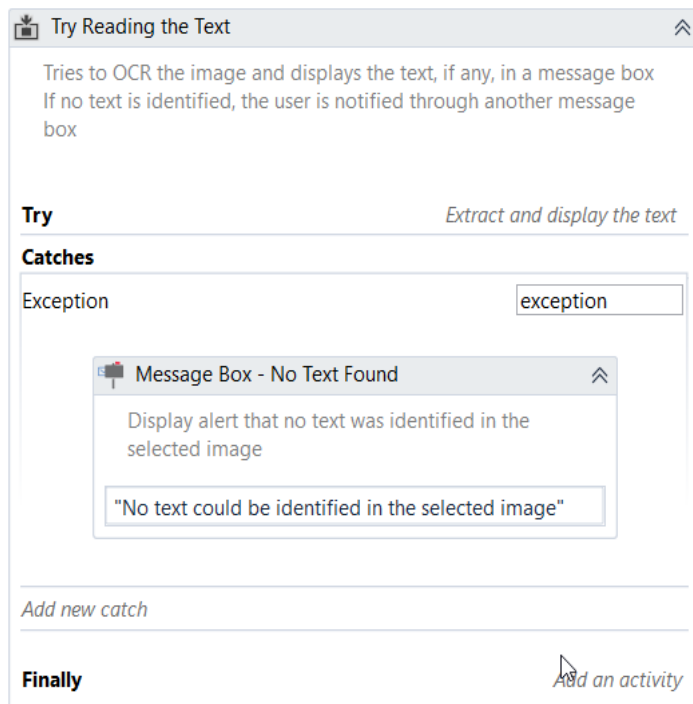 Try Reading the Text
Tries to OCR the image and displays the text, if any, in a message box
If no text is identified, the user is notified through another message
box
Try Extract and display the text
Catches
Exception exception
Message Box - No Text Found
Display alert that no text was identified in the
selected image
"No text could be identified in the selected image"
Add new catch
Finally Add an activity